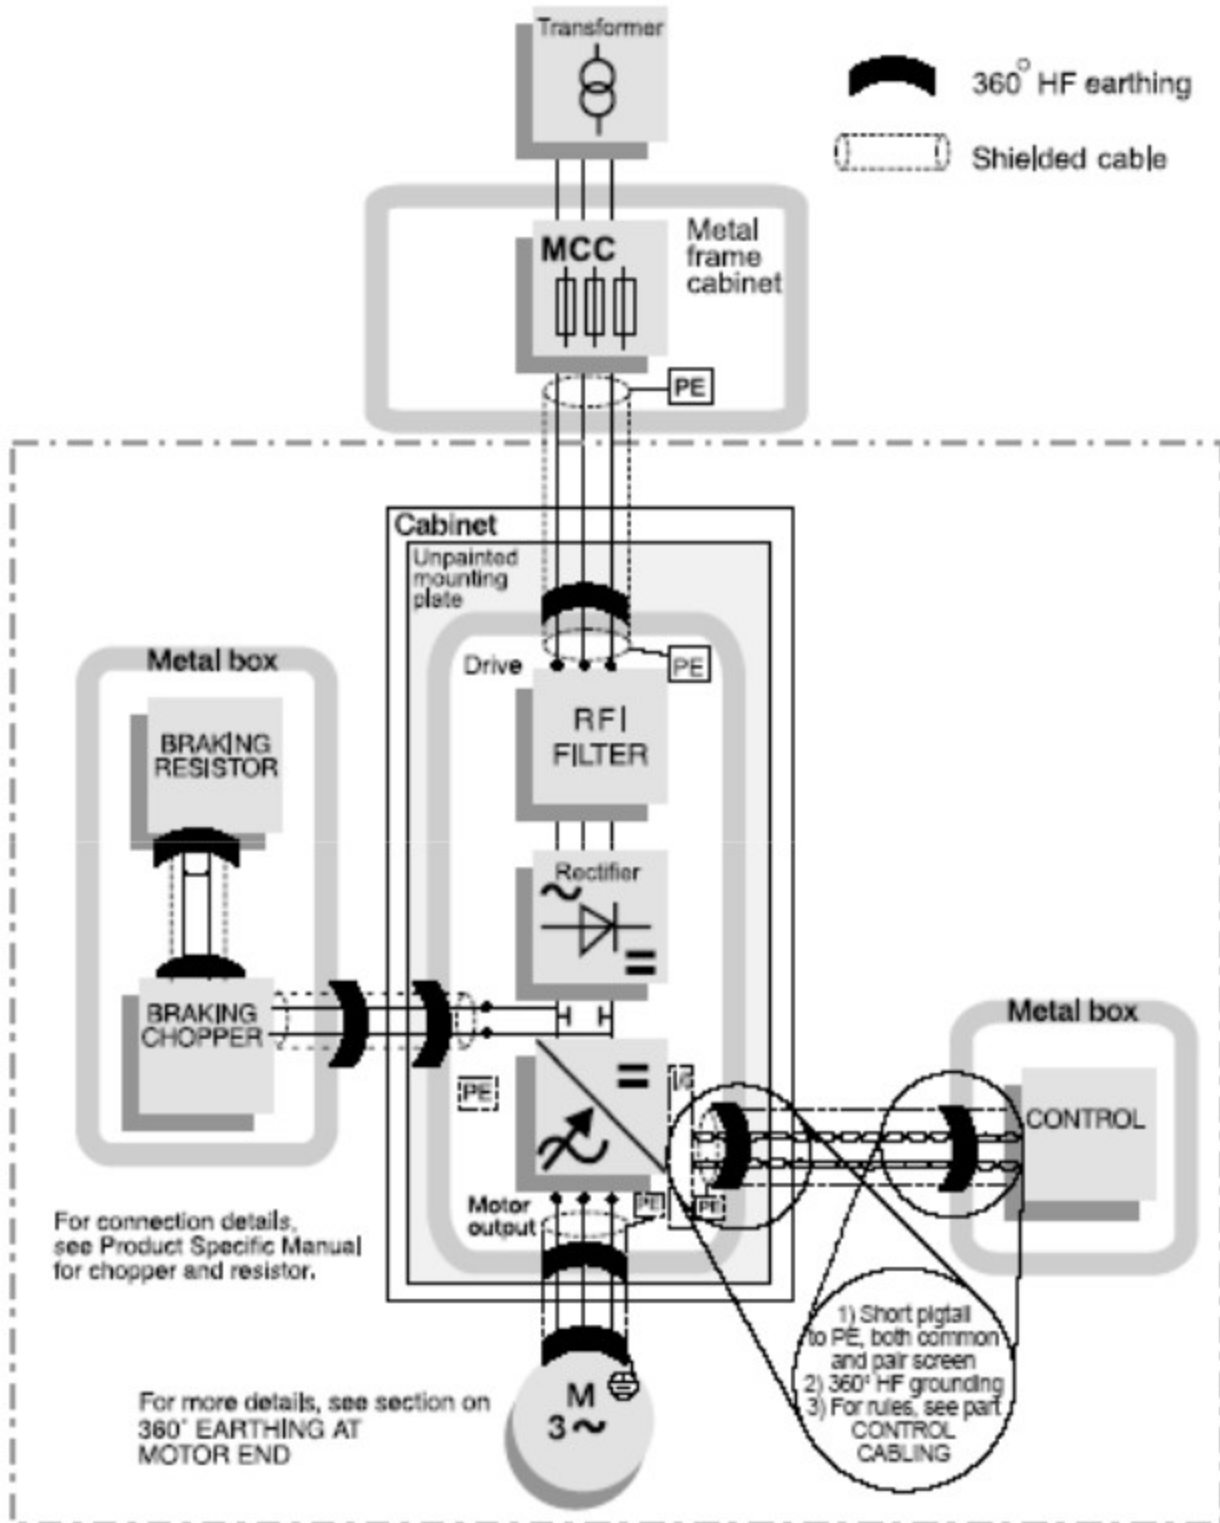 Transformer
360° HF earthing
Shielded cable
MCC
Metal
frame
cabinet
PE
Cabinet
Unpainted
mounting
plate
Drive
PE
RFI
FILTER
Metal box
BRAKING
RESISTOR
Rectifier
BRAKING
CHOPPER
PE
Metal box
CONTROL
Motor
output
PE
PE
For connection details,
see Product Specific Manual
for chopper and resistor.
1) Short pigtail
to PE, both common
and pair screen
2) 360° HF grounding
3) For rules, see part
CONTROL
CABLING
M
3~
For more details, see section on
360° EARTHING AT
MOTOR END